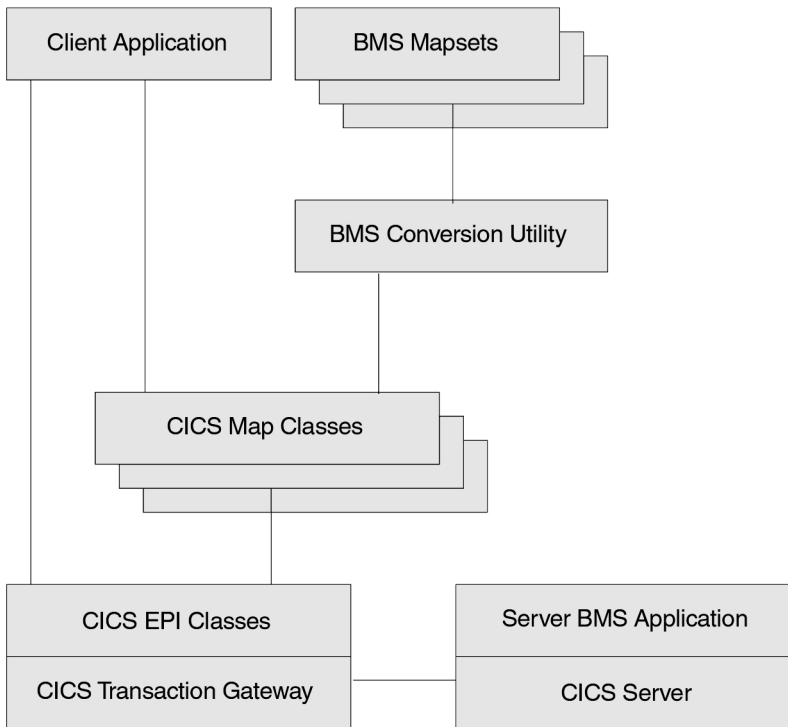 Client Application
BMS Mapsets
BMS Conversion Utility
CICS Map Classes
CICS EPI Classes
Server BMS Application
CICS Transaction Gateway
CICS Server